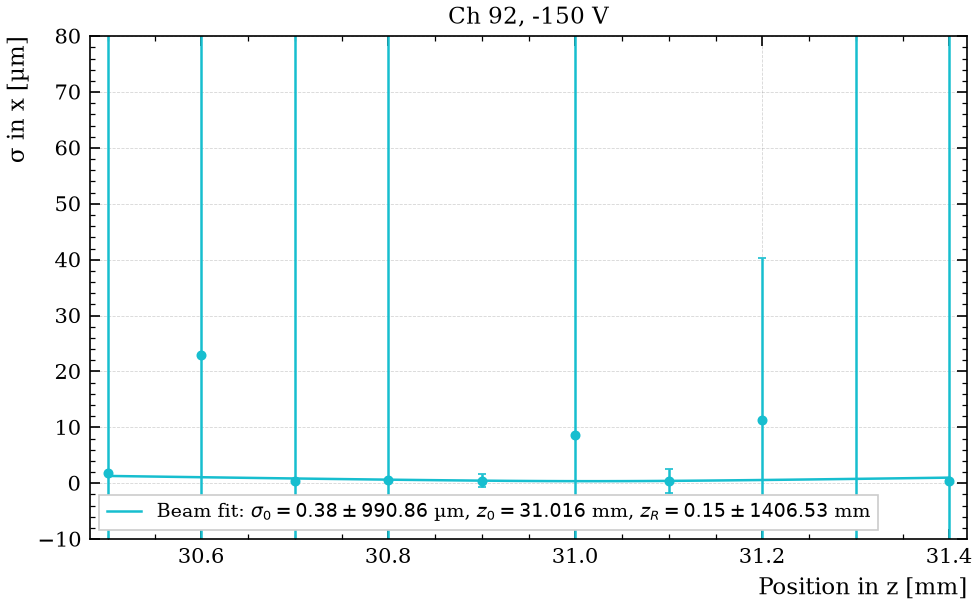 Ch 92, -150 V
σ in x [µm]
80
70
60
50
40
30
20
10
0
−10
Beam fit: σ₀ = 0.38 ± 990.86 µm, z₀ = 31.016 mm, z_R = 0.15 ± 1406.53 mm
30.6 30.8 31.0 31.2 31.4
Position in z [mm]